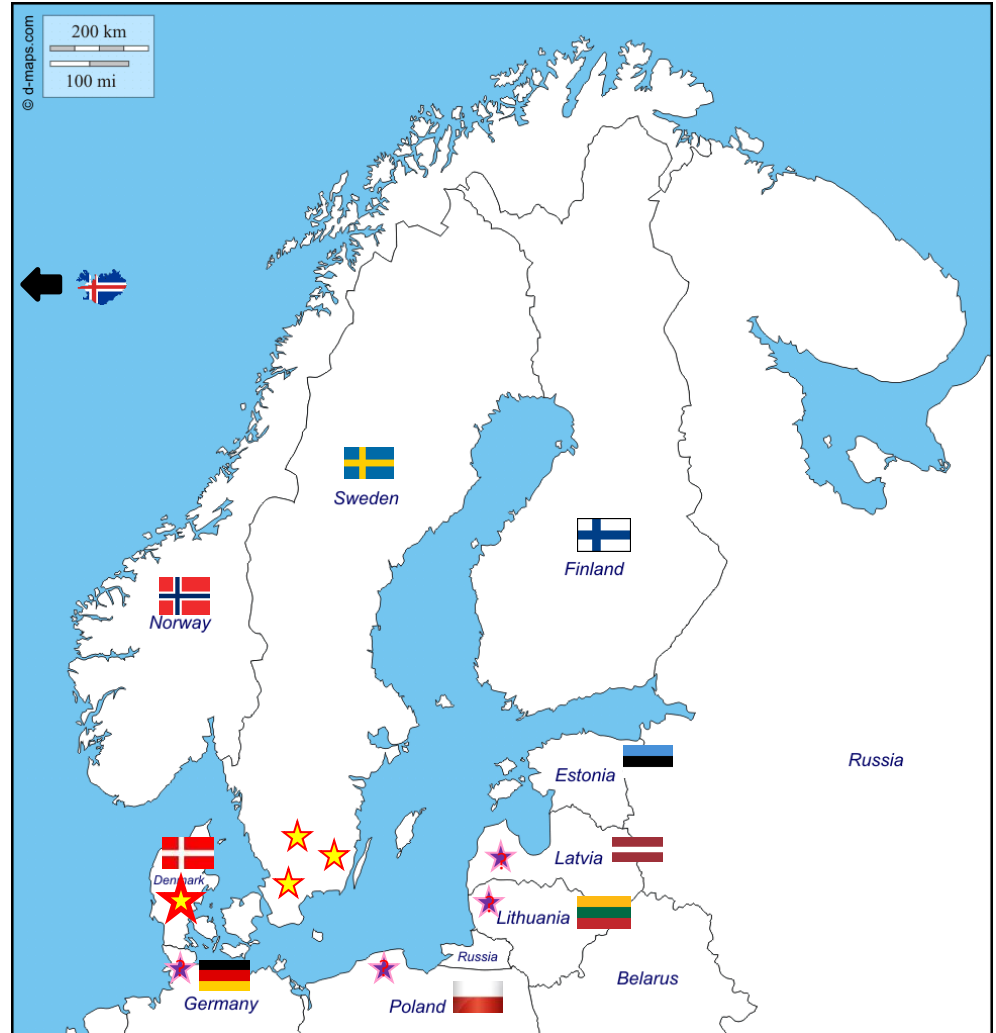 © d-maps.com
200 km
100 mi
Sweden
Finland
Norway
Estonia
Russia
Denmark
Latvia
?
?
Lithuania
Russia
?
?
Belarus
Germany
Poland